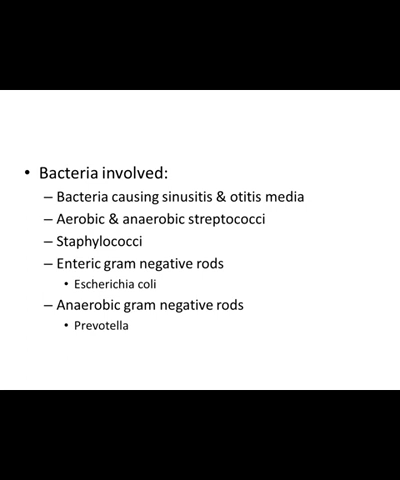 • Bacteria involved:
– Bacteria causing sinusitis & otitis media
– Aerobic & anaerobic streptococci
– Staphylococci
– Enteric gram negative rods
• Escherichia coli
– Anaerobic gram negative rods
• Prevotella